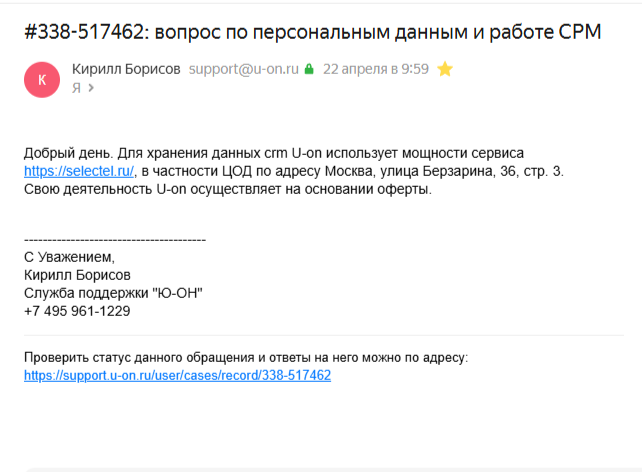 #338-517462: вопрос по персональным данным и работе СРМ
К
Кирилл Борисов support@u-on.ru 22 апреля в 9:59
Я >
Добрый день. Для хранения данных crm U-on использует мощности сервиса
https://selectel.ru/, в частности ЦОД по адресу Москва, улица Берзарина, 36, стр. 3.
Свою деятельность U-on осуществляет на основании оферты.
---------------------------------------
С Уважением,
Кирилл Борисов
Служба поддержки "Ю-ОН"
+7 495 961-1229
Проверить статус данного обращения и ответы на него можно по адресу:
https://support.u-on.ru/user/cases/record/338-517462